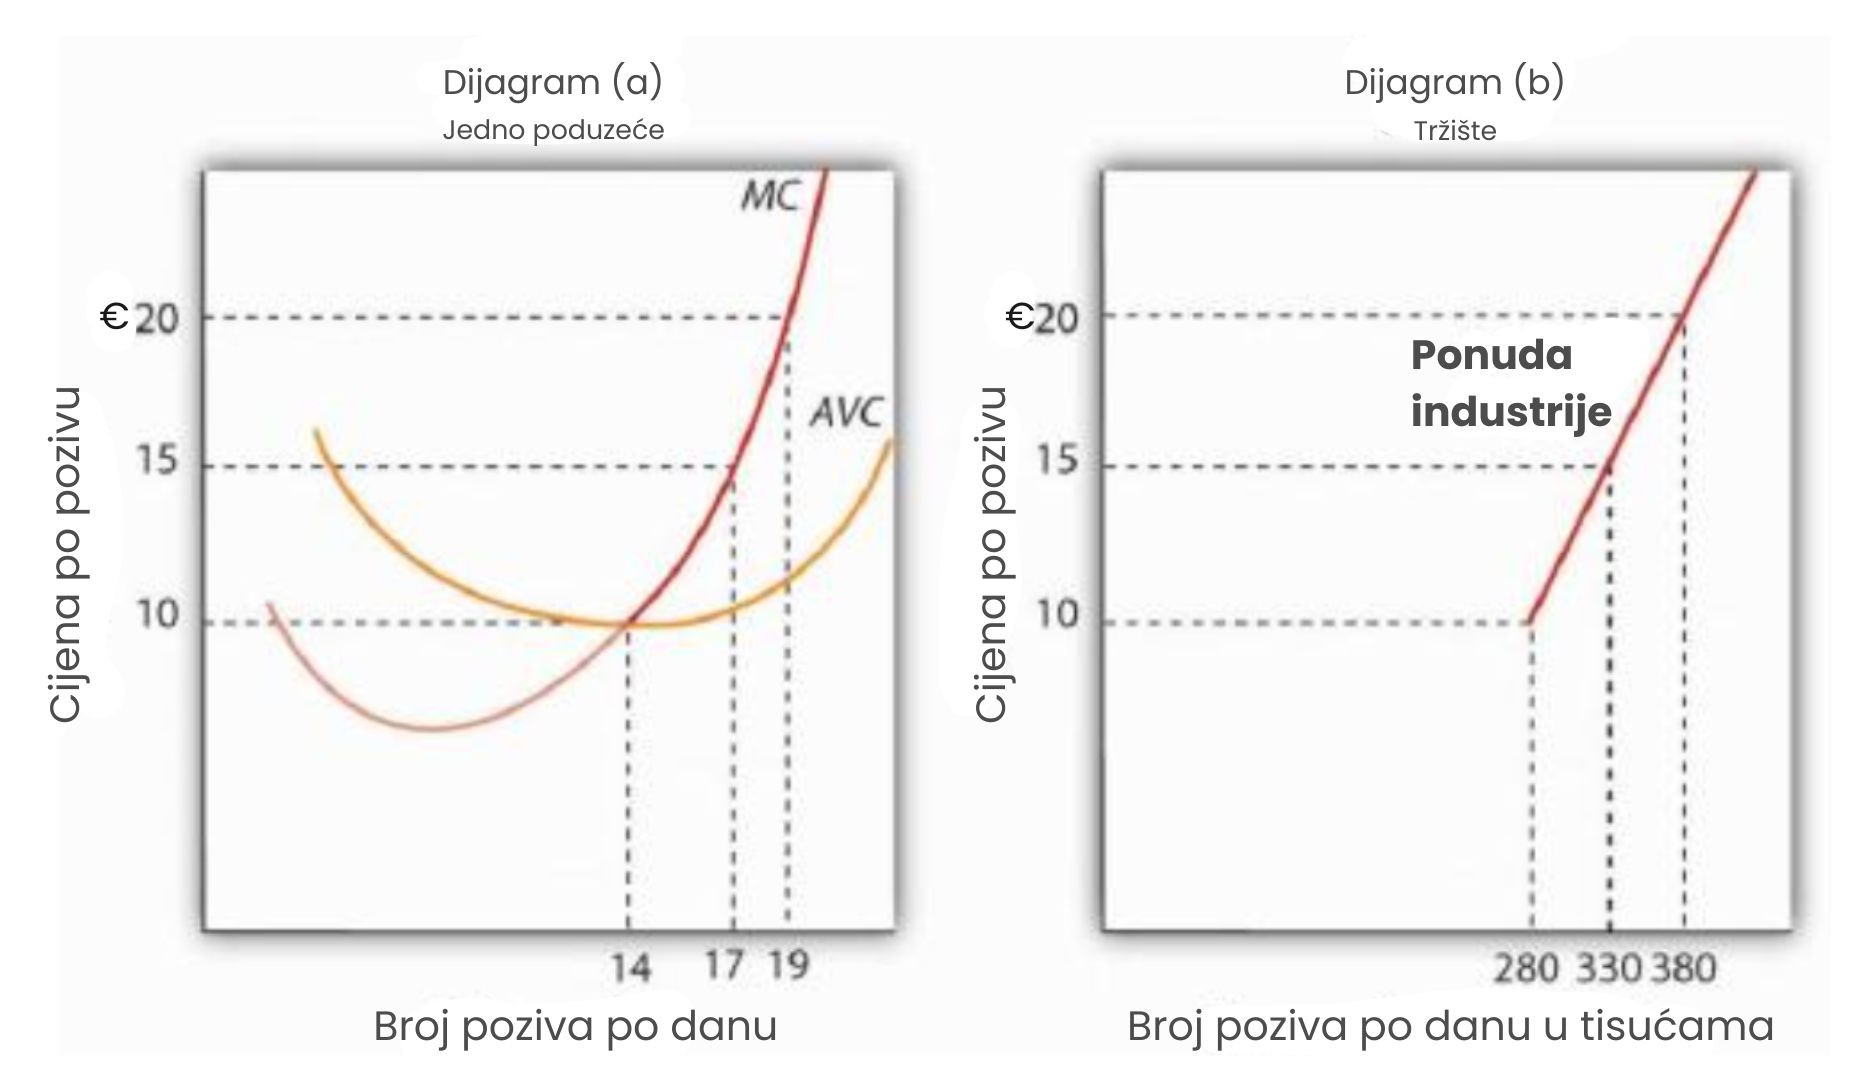 Dijagram (a)
Jedno poduzeće
MC
AVC
€20
15
10
Cijena po pozivu
14 17 19
Broj poziva po danu
Dijagram (b)
Tržište
€20
15
10
Ponuda
industrije
Cijena po pozivu
280 330 380
Broj poziva po danu u tisućama